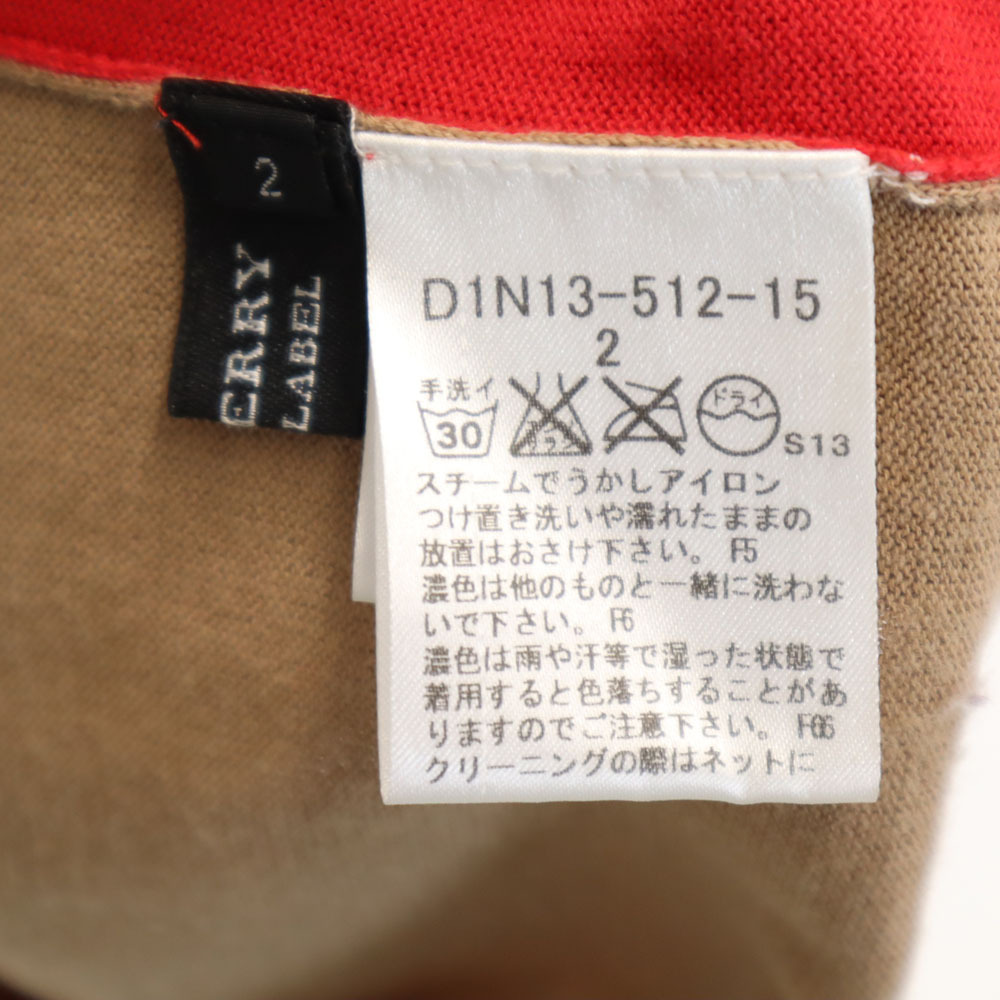 2
ERRY
LABEL
D1N13-512-15
2
手洗イ
30
ドライ
S13
スチームでうかしアイロン
つけ置き洗いや濡れたままの
放置はおさけ下さい。 F5
濃色は他のものと一緒に洗わな
いで下さい。 F6
濃色は雨や汗等で湿った状態で
着用すると色落ちすることがあ
りますのでご注意下さい。 F66
クリーニングの際はネットに